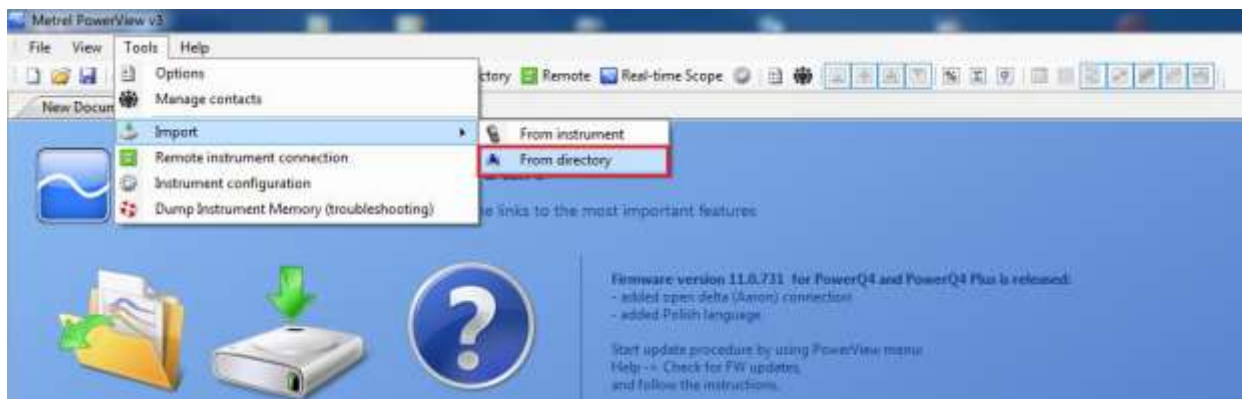 Metrel PowerView v3
File View Tools Help
ctory Remote Real-time Scope
New Docum
Options
Manage contacts
Import
From instrument
From directory
Remote instrument connection
Instrument configuration
Dump Instrument Memory (troubleshooting)
links to the most important features
Firmware version 11.0.731 for PowerQ4 and PowerQ4 Plus is released:
- added open delta (Aaron) connection
- added Polish language
Start update procedure by using PowerView menu
Help -> Check for FW updates,
and follow the instructions.